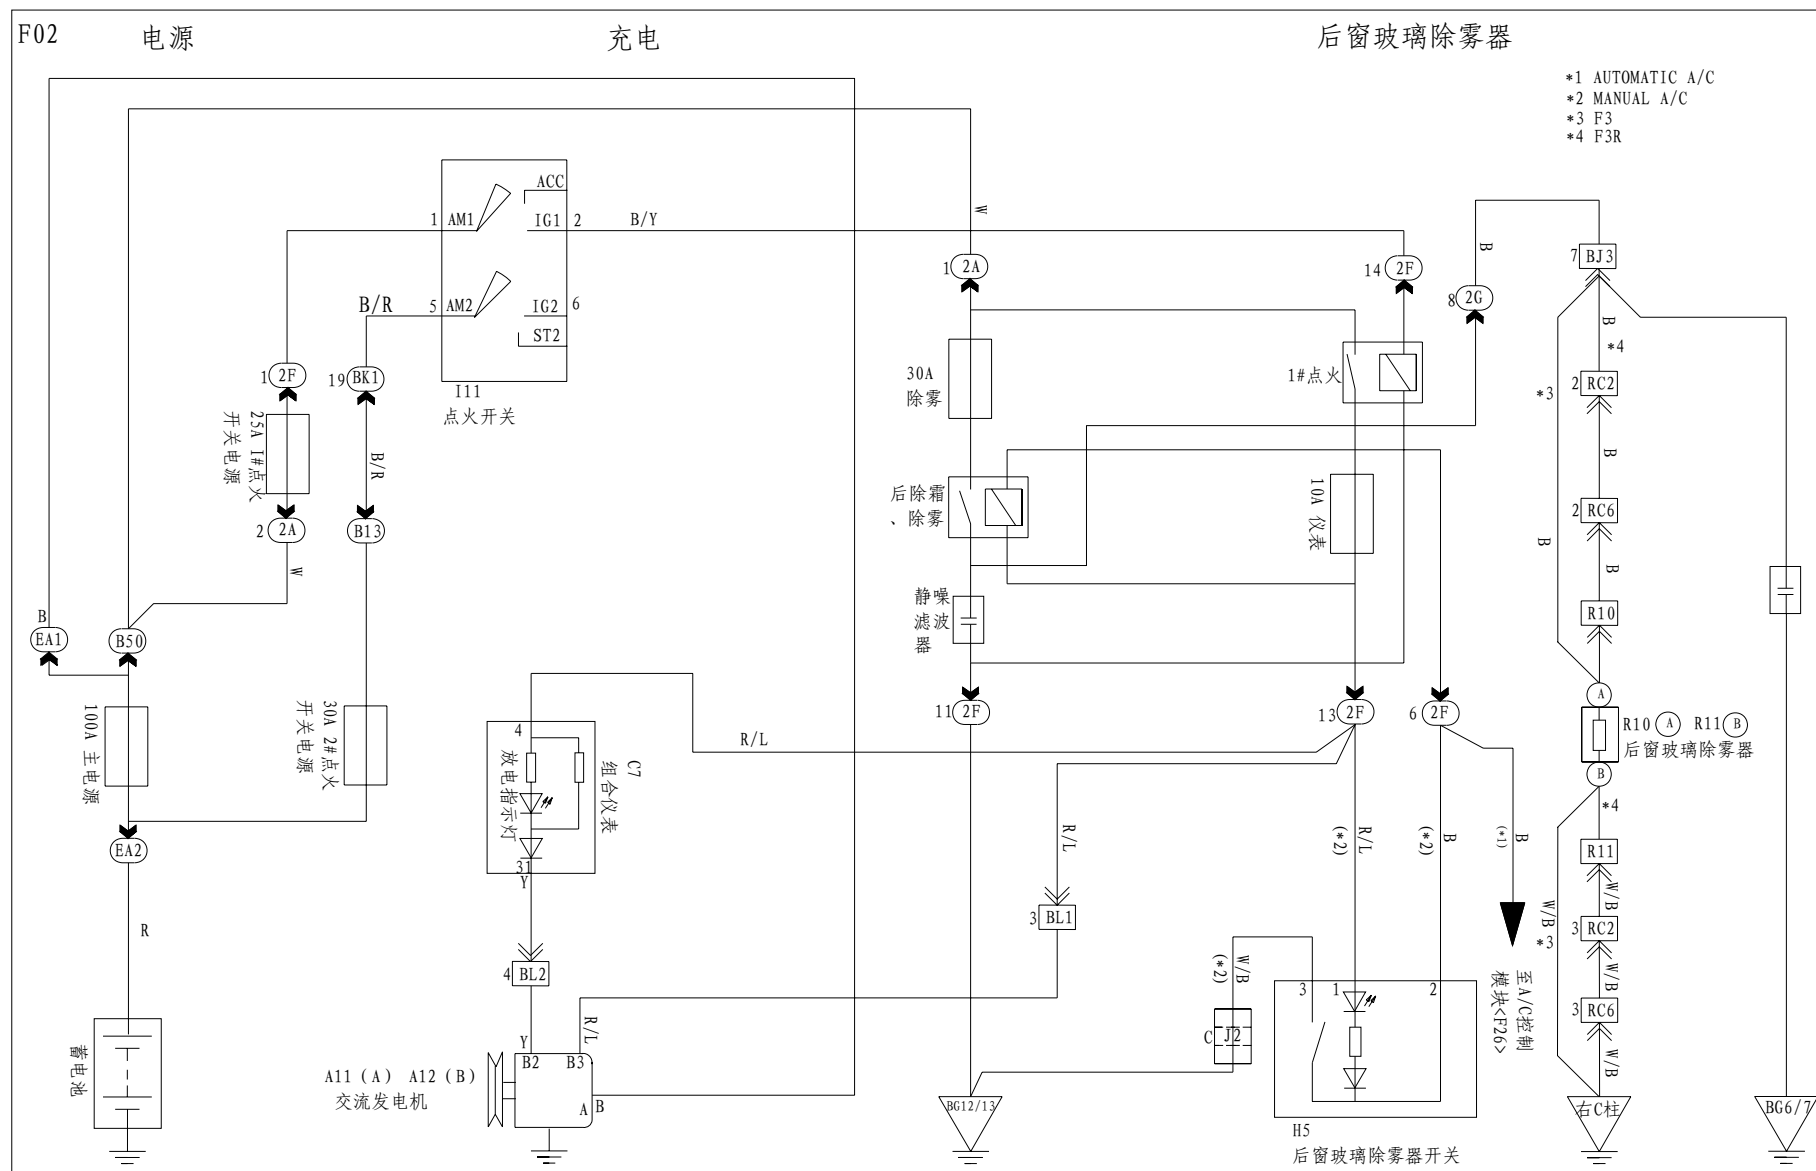 F02 电源 充电 后窗玻璃除雾器
*1 AUTOMATIC A/C
*2 MANUAL A/C
*3 F3
*4 F3R
ACC
1 AM1 IG1 2 B/Y
W
B
7 BJ3
1 2A
14 2F
8 2G
B/R 5 AM2 IG2 6
ST2
B
*4
1 2F
19 BK1
I11
点火开关
30A
除雾
1#点火
2 RC2
*3
25A 1#点火
开关电源
B/R
B
后除霜
、除雾
10A 仪表
2 RC6
2 2A
B13
B
W
B
静噪
滤波
器
R10
B
EA1
B50
A
100A 主电源
30A 2#点火
开关电源
11 2F
13 2F
6 2F
R10 A R11 B
后窗玻璃除雾器
4
R/L
C7
组合仪表
放电指示灯
B
*4
EA2
R/L
R/L
(*2)
B
(*2)
B
(*1)
R11
31
Y
W/B
R
3 BL1
W/B
*3
3 RC2
W/B
(*2)
W/B
4 BL2
3 1 2
至A/C控制
模块<F26>
3 RC6
R/L
C J2
W/B
Y
B2 B3
蓄电池
A11 (A) A12 (B)
交流发电机
A B
BG12/13
右C柱
BG6/7
H5
后窗玻璃除雾器开关